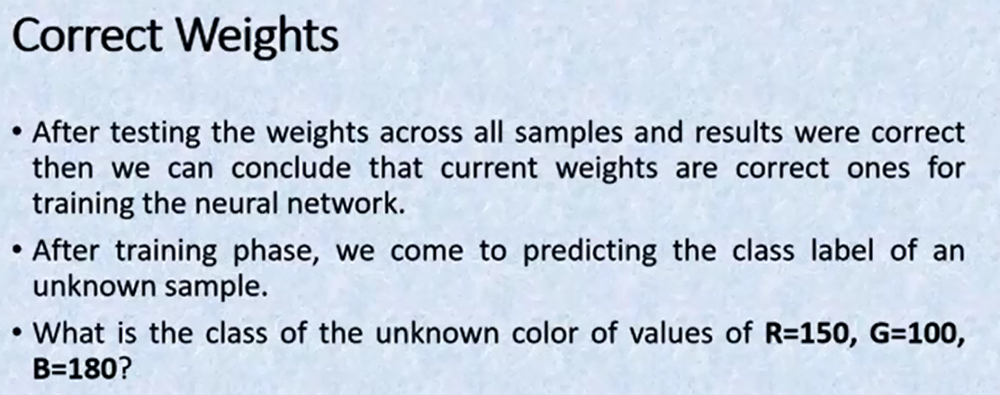 Correct Weights
• After testing the weights across all samples and results were correct
then we can conclude that current weights are correct ones for
training the neural network.
• After training phase, we come to predicting the class label of an
unknown sample.
• What is the class of the unknown color of values of R=150, G=100,
B=180?